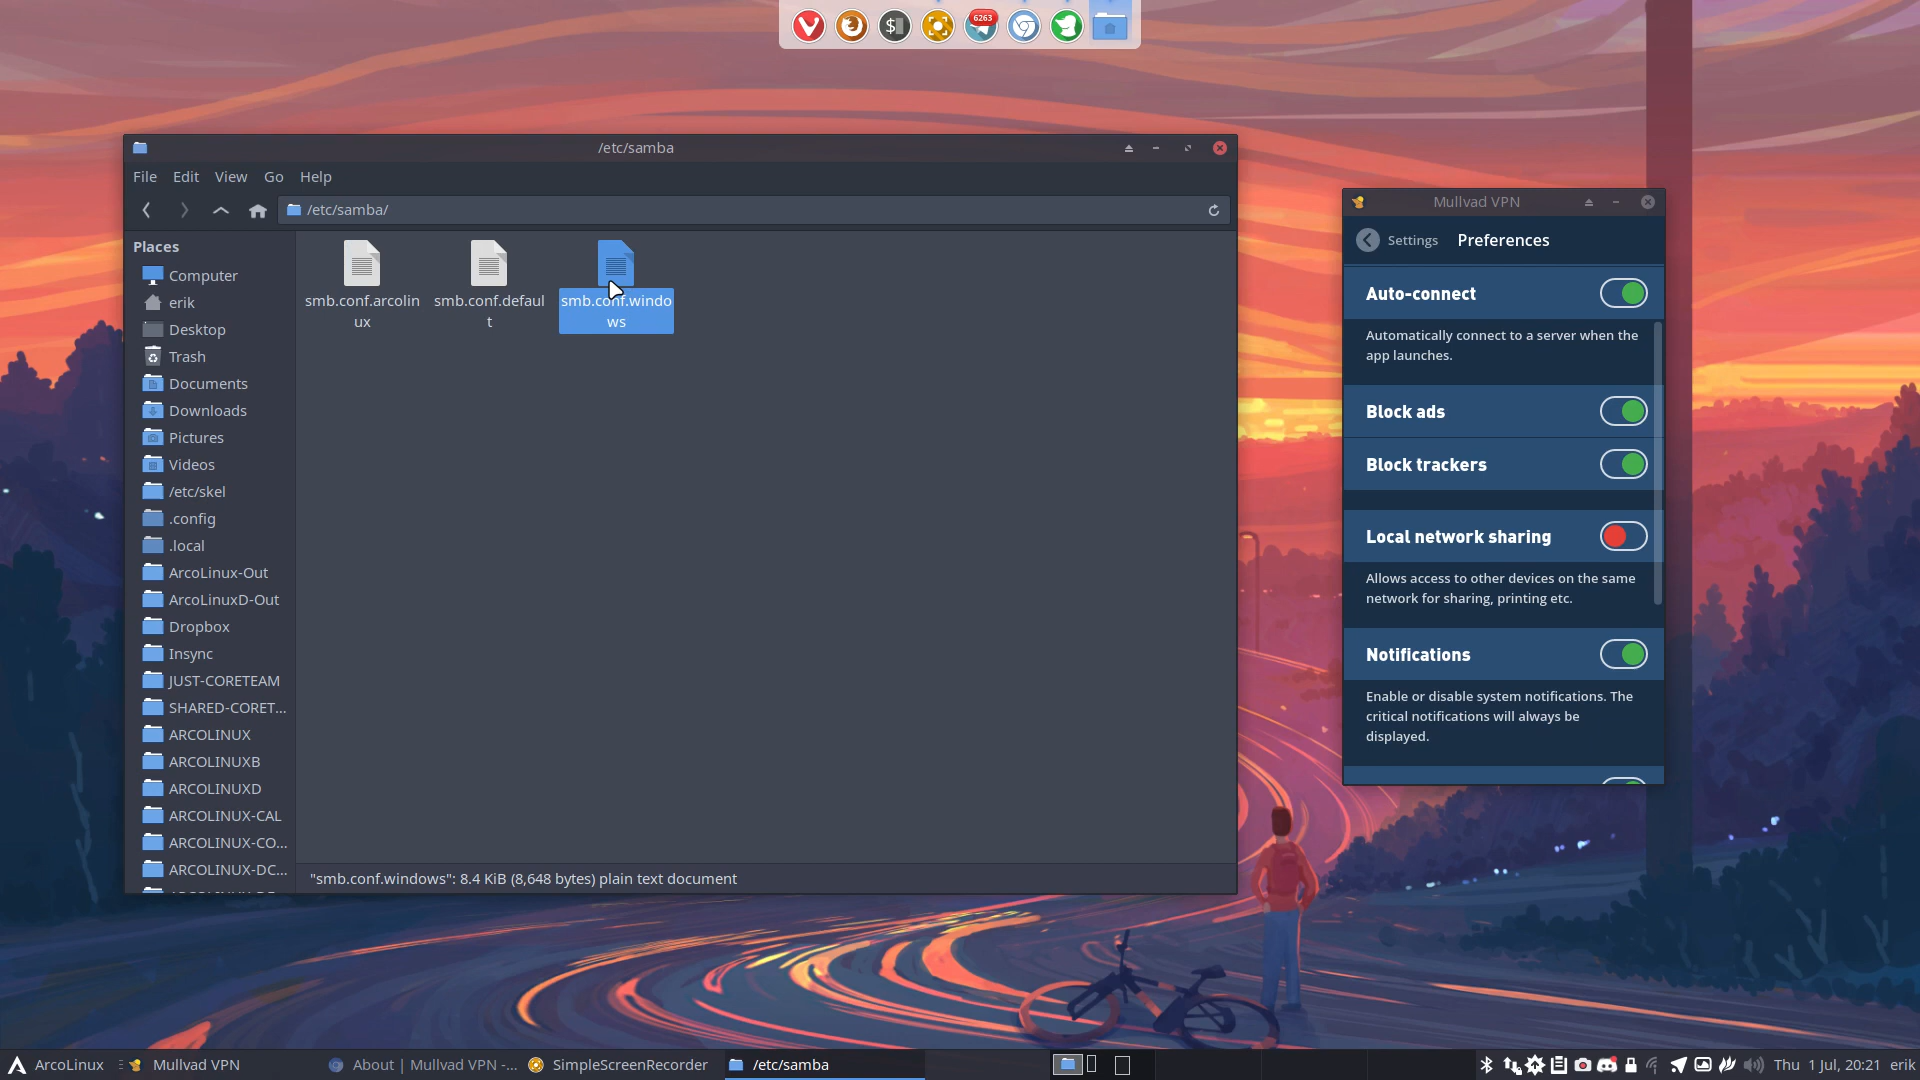 6263
/etc/samba
File Edit View Go Help
/etc/samba/
Places
Computer
erik
Desktop
Trash
Documents
Downloads
Pictures
Videos
/etc/skel
.config
.local
ArcoLinux-Out
ArcoLinuxD-Out
Dropbox
Insync
JUST-CORETEAM
SHARED-CORET...
ARCOLINUX
ARCOLINUXB
ARCOLINUXD
ARCOLINUX-CAL
ARCOLINUX-CO...
ARCOLINUX-DC...
smb.conf.arcolin
ux
smb.conf.defaul
t
smb.conf.windo
ws
"smb.conf.windows": 8.4 KiB (8,648 bytes) plain text document
Mullvad VPN
Settings Preferences
Auto-connect
Automatically connect to a server when the
app launches.
Block ads
Block trackers
Local network sharing
Allows access to other devices on the same
network for sharing, printing etc.
Notifications
Enable or disable system notifications. The
critical notifications will always be
displayed.
ArcoLinux Mullvad VPN About | Mullvad VPN -... SimpleScreenRecorder /etc/samba Thu 1 Jul, 20:21 erik